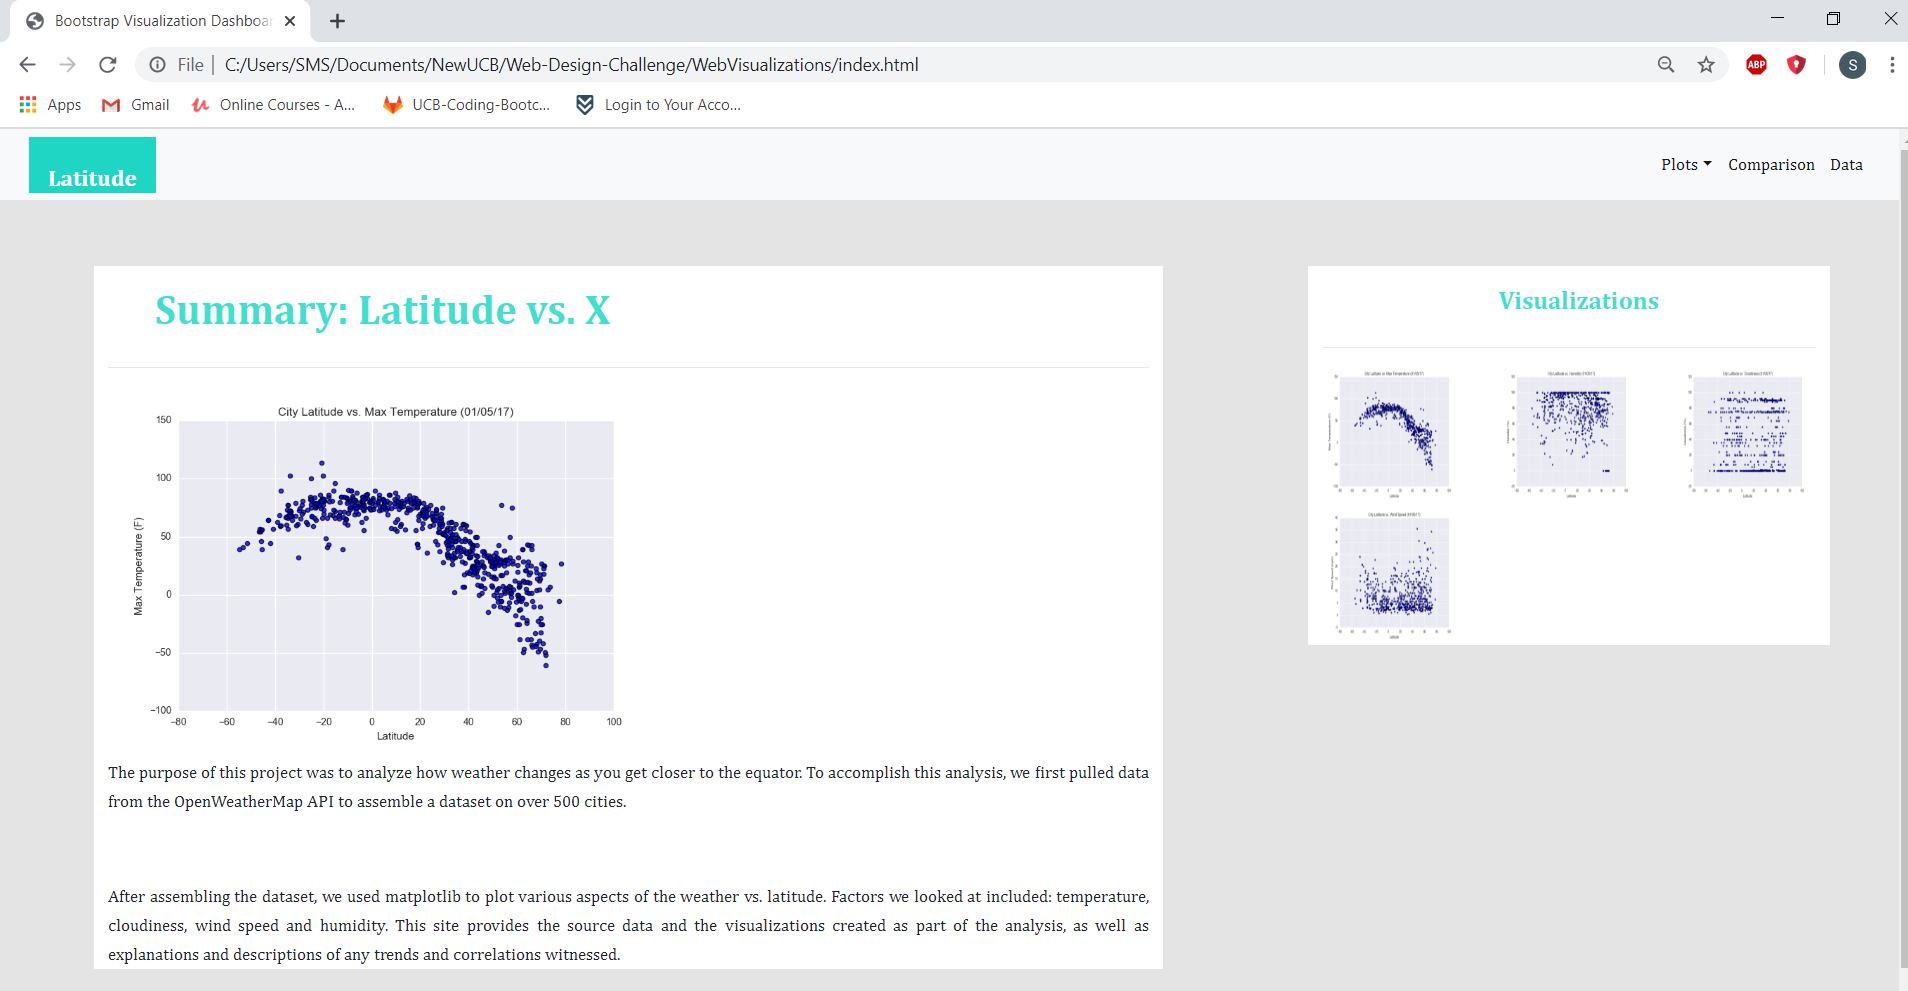 Bootstrap Visualization Dashboar
File
C:/Users/SMS/Documents/NewUCB/Web-Design-Challenge/WebVisualizations/index.html
ABP
S
Apps
Gmail
Online Courses - A...
UCB-Coding-Bootc...
Login to Your Acco...
Latitude
Plots
Comparison
Data
Summary: Latitude vs. X
City Latitude vs. Max Temperature (01/05/17)
150
100
50
0
−50
−100
Max Temperature (F)
−80 −60 −40 −20 0 20 40 60 80 100
Latitude
The purpose of this project was to analyze how weather changes as you get closer to the equator. To accomplish this analysis, we first pulled data
from the OpenWeatherMap API to assemble a dataset on over 500 cities.
After assembling the dataset, we used matplotlib to plot various aspects of the weather vs. latitude. Factors we looked at included: temperature,
cloudiness, wind speed and humidity. This site provides the source data and the visualizations created as part of the analysis, as well as
explanations and descriptions of any trends and correlations witnessed.
Visualizations